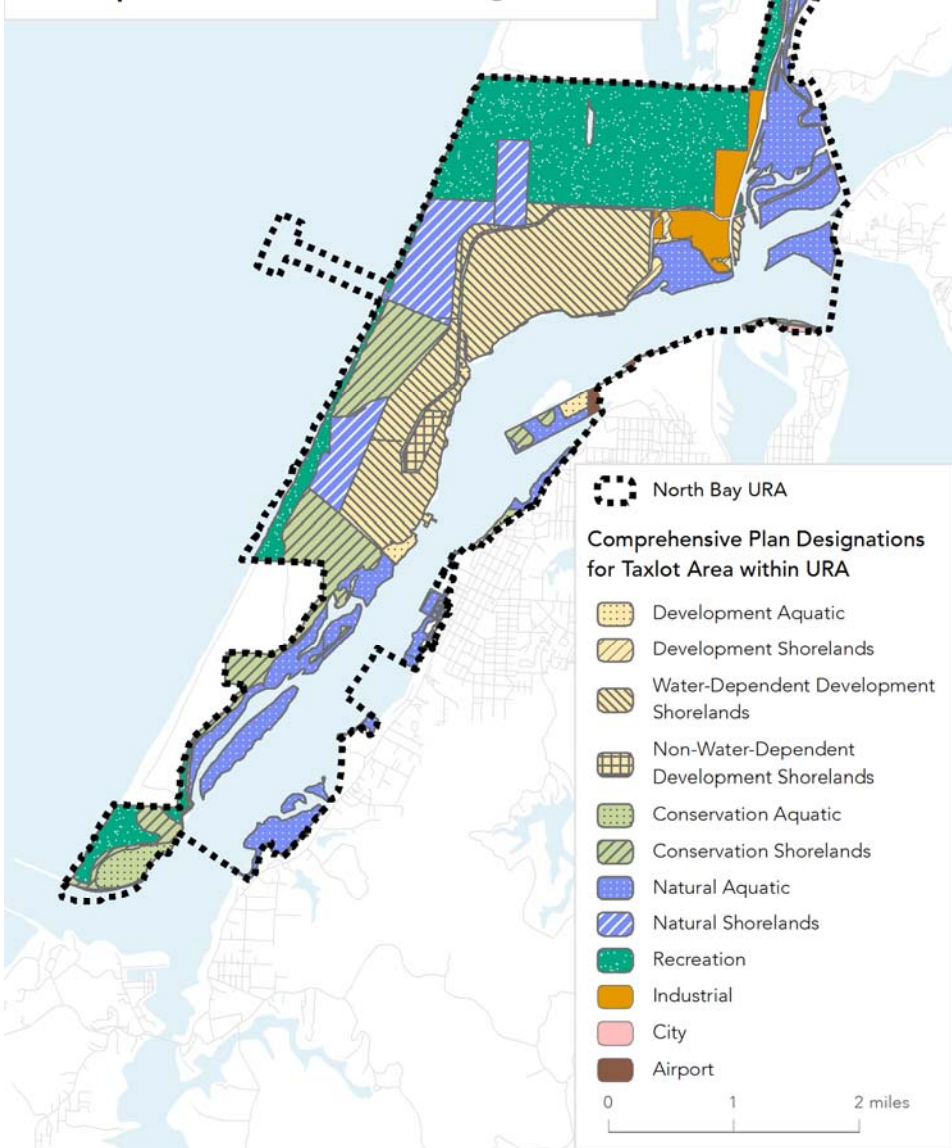 North Bay URA
Comprehensive Plan Designations
for Taxlot Area within URA
Development Aquatic
Development Shorelands
Water-Dependent Development
Shorelands
Non-Water-Dependent
Development Shorelands
Conservation Aquatic
Conservation Shorelands
Natural Aquatic
Natural Shorelands
Recreation
Industrial
City
Airport
0 1 2 miles